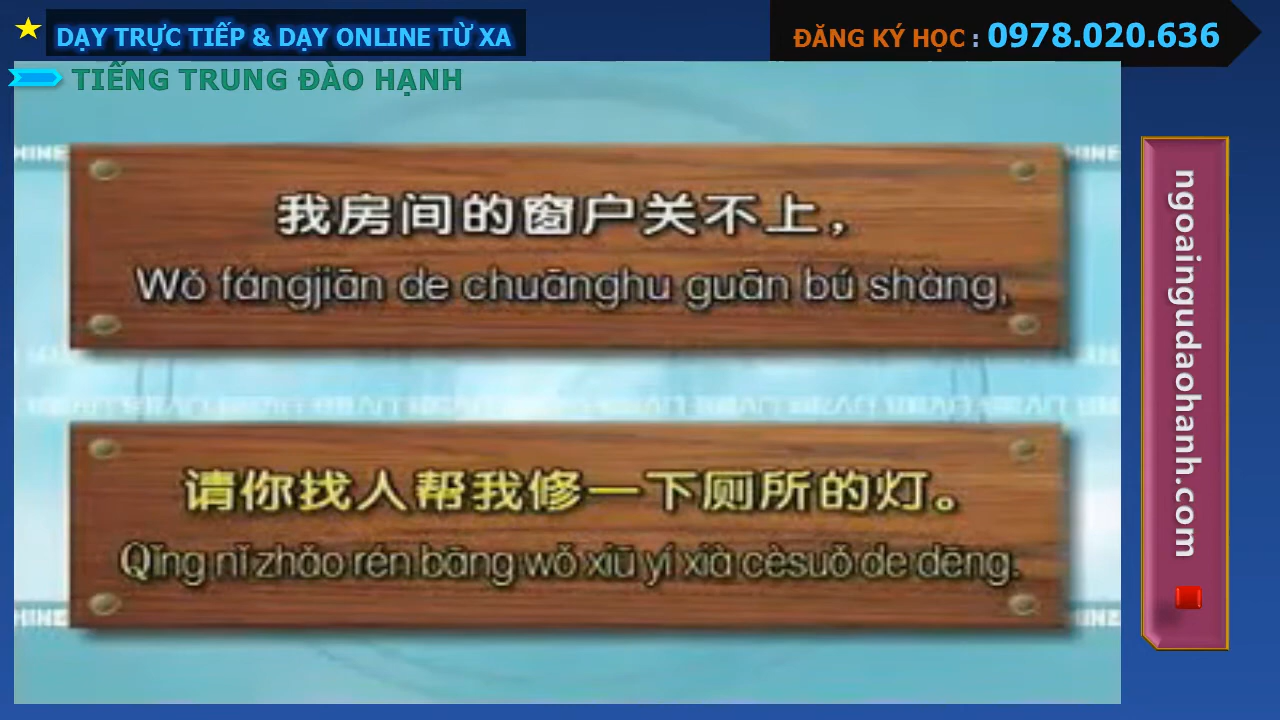 DẠY TRỰC TIẾP & DẠY ONLINE TỪ XA
ĐĂNG KÝ HỌC : 0978.020.636
TIẾNG TRUNG ĐÀO HẠNH
我房间的窗户关不上，
Wǒ fángjiān de chuānghu guān bú shàng,
请你找人帮我修一下厕所的灯。
Qǐng nǐ zhǎo rén bāng wǒ xiū yí xià cèsuǒ de dēng.
ngoaingudaohanh.com